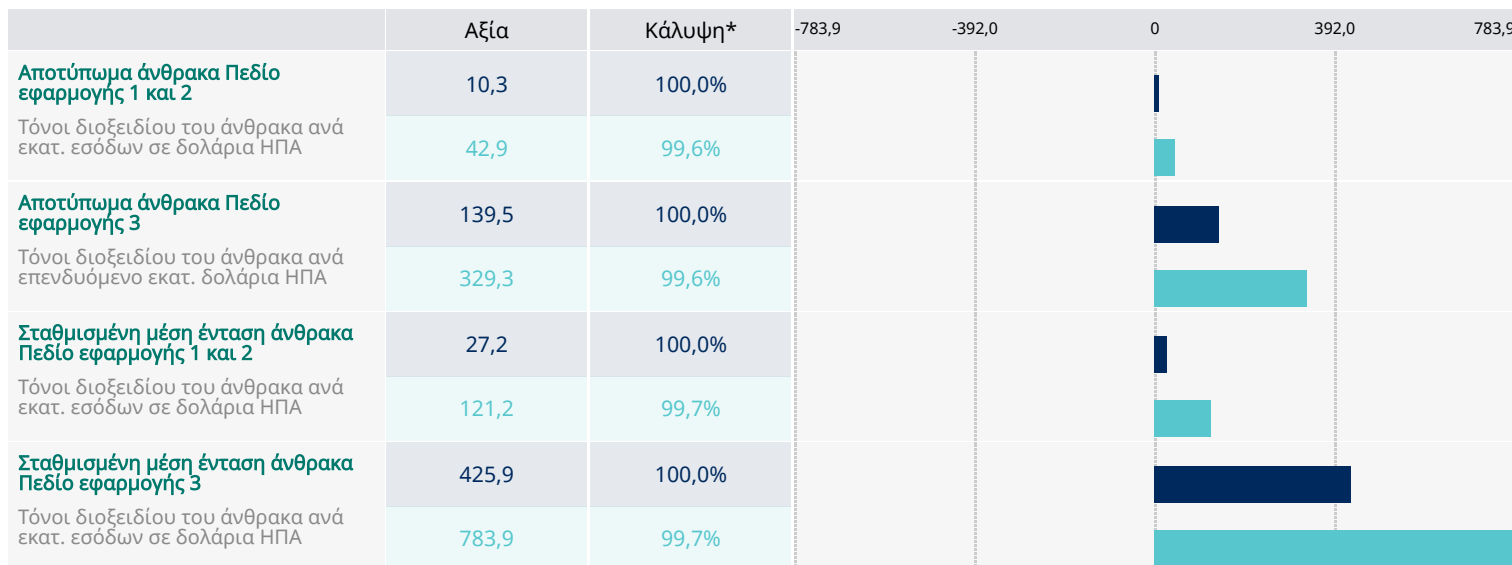 Αξία Κάλυψη* -783,9 -392,0 0 392,0 783,9
Αποτύπωμα άνθρακα Πεδίο
εφαρμογής 1 και 2
10,3 100,0%
Τόνοι διοξειδίου του άνθρακα ανά
εκατ. εσόδων σε δολάρια ΗΠΑ
42,9 99,6%
Αποτύπωμα άνθρακα Πεδίο
εφαρμογής 3
139,5 100,0%
Τόνοι διοξειδίου του άνθρακα ανά
επενδυόμενο εκατ. δολάρια ΗΠΑ
329,3 99,6%
Σταθμισμένη μέση ένταση άνθρακα
Πεδίο εφαρμογής 1 και 2
27,2 100,0%
Τόνοι διοξειδίου του άνθρακα ανά
εκατ. εσόδων σε δολάρια ΗΠΑ
121,2 99,7%
Σταθμισμένη μέση ένταση άνθρακα
Πεδίο εφαρμογής 3
425,9 100,0%
Τόνοι διοξειδίου του άνθρακα ανά
εκατ. εσόδων σε δολάρια ΗΠΑ
783,9 99,7%